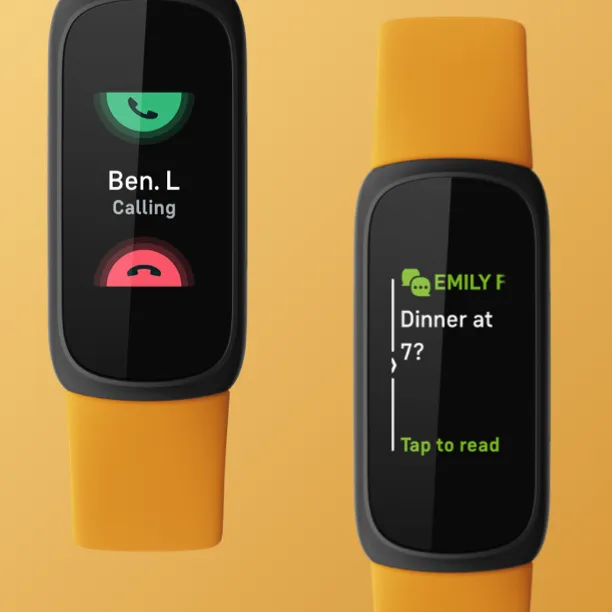 Ben. L
Calling
EMILY F
Dinner at
7?
Tap to read